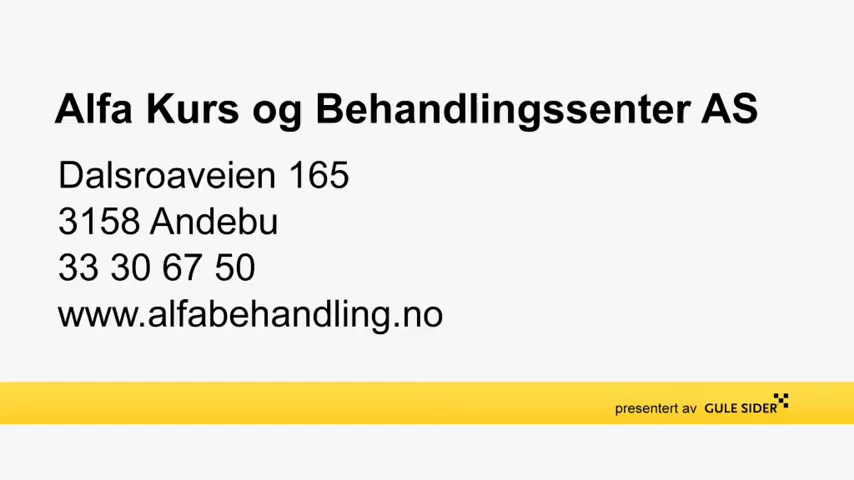 Alfa Kurs og Behandlingssenter AS
Dalsroaveien 165
3158 Andebu
33 30 67 50
www.alfabehandling.no
presentert av GULE SIDER